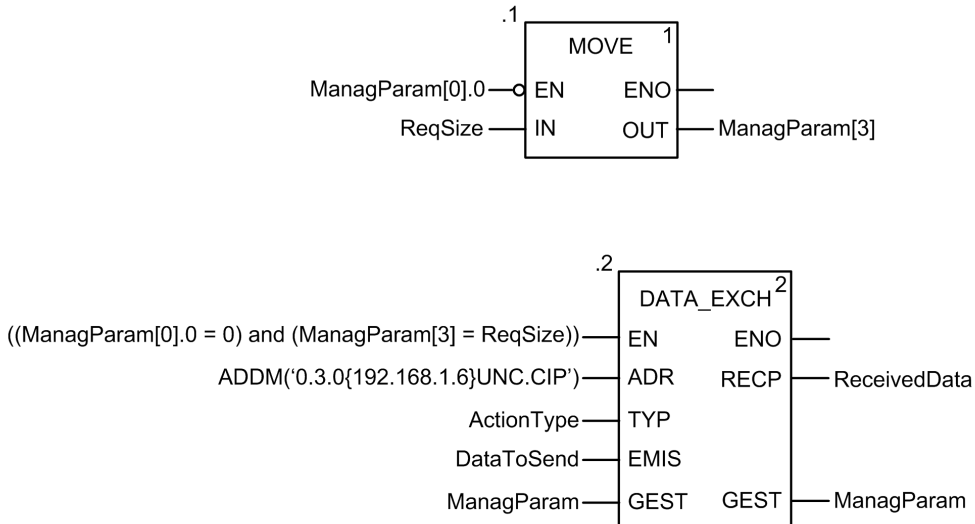 .1
MOVE 1
ManagParam[0].0 EN ENO
ReqSize IN OUT ManagParam[3]
.2
DATA_EXCH 2
((ManagParam[0].0 = 0) and (ManagParam[3] = ReqSize)) EN ENO
ADDM(‘0.3.0{192.168.1.6}UNC.CIP’) ADR RECP ReceivedData
ActionType TYP
DataToSend EMIS
ManagParam GEST GEST ManagParam